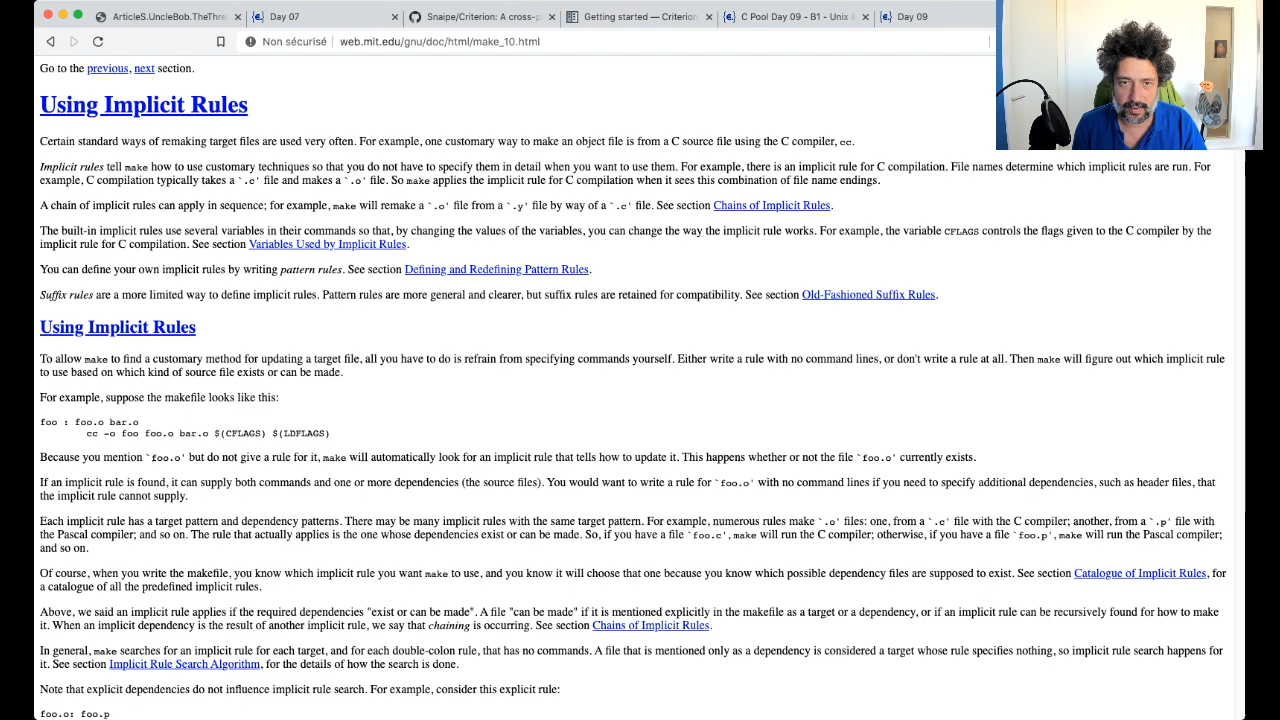 ArticleS.UncleBob.TheThre
Day 07
Snaipe/Criterion: A cross-p
Getting started — Criterion
C Pool Day 09 - B1 - Unix &
Day 09
Non sécurisé
web.mit.edu/gnu/doc/html/make_10.html
Go to the previous, next section.
Using Implicit Rules
Certain standard ways of remaking target files are used very often. For example, one customary way to make an object file is from a C source file using the C compiler, cc.
Implicit rules tell make how to use customary techniques so that you do not have to specify them in detail when you want to use them. For example, there is an implicit rule for C compilation. File names determine which implicit rules are run. For
example, C compilation typically takes a `.c' file and makes a `.o' file. So make applies the implicit rule for C compilation when it sees this combination of file name endings.
A chain of implicit rules can apply in sequence; for example, make will remake a `.o' file from a `.y' file by way of a `.c' file. See section Chains of Implicit Rules.
The built-in implicit rules use several variables in their commands so that, by changing the values of the variables, you can change the way the implicit rule works. For example, the variable CFLAGS controls the flags given to the C compiler by the
implicit rule for C compilation. See section Variables Used by Implicit Rules.
You can define your own implicit rules by writing pattern rules. See section Defining and Redefining Pattern Rules.
Suffix rules are a more limited way to define implicit rules. Pattern rules are more general and clearer, but suffix rules are retained for compatibility. See section Old-Fashioned Suffix Rules.
Using Implicit Rules
To allow make to find a customary method for updating a target file, all you have to do is refrain from specifying commands yourself. Either write a rule with no command lines, or don't write a rule at all. Then make will figure out which implicit rule
to use based on which kind of source file exists or can be made.
For example, suppose the makefile looks like this:
foo : foo.o bar.o
cc -o foo foo.o bar.o $(CFLAGS) $(LDFLAGS)
Because you mention `foo.o' but do not give a rule for it, make will automatically look for an implicit rule that tells how to update it. This happens whether or not the file `foo.o' currently exists.
If an implicit rule is found, it can supply both commands and one or more dependencies (the source files). You would want to write a rule for `foo.o' with no command lines if you need to specify additional dependencies, such as header files, that
the implicit rule cannot supply.
Each implicit rule has a target pattern and dependency patterns. There may be many implicit rules with the same target pattern. For example, numerous rules make `.o' files: one, from a `.c' file with the C compiler; another, from a `.p' file with
the Pascal compiler; and so on. The rule that actually applies is the one whose dependencies exist or can be made. So, if you have a file `foo.c', make will run the C compiler; otherwise, if you have a file `foo.p', make will run the Pascal compiler;
and so on.
Of course, when you write the makefile, you know which implicit rule you want make to use, and you know it will choose that one because you know which possible dependency files are supposed to exist. See section Catalogue of Implicit Rules, for
a catalogue of all the predefined implicit rules.
Above, we said an implicit rule applies if the required dependencies "exist or can be made". A file "can be made" if it is mentioned explicitly in the makefile as a target or a dependency, or if an implicit rule can be recursively found for how to make
it. When an implicit dependency is the result of another implicit rule, we say that chaining is occurring. See section Chains of Implicit Rules.
In general, make searches for an implicit rule for each target, and for each double-colon rule, that has no commands. A file that is mentioned only as a dependency is considered a target whose rule specifies nothing, so implicit rule search happens for
it. See section Implicit Rule Search Algorithm, for the details of how the search is done.
Note that explicit dependencies do not influence implicit rule search. For example, consider this explicit rule:
foo.o: foo.p